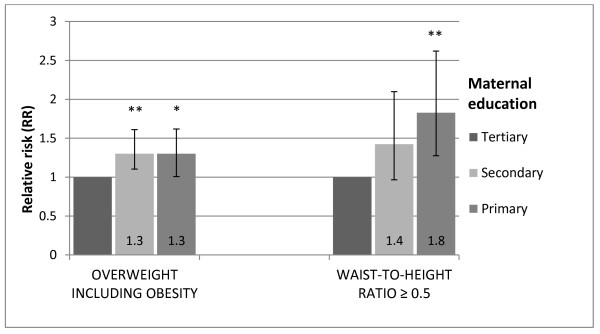 3
2.5
2
1.5
1
0.5
0
Relative risk (RR)
**
*
**
1.3
1.3
1.4
1.8
OVERWEIGHT
INCLUDING OBESITY
WAIST-TO-HEIGHT
RATIO ≥ 0.5
Maternal
education
Tertiary
Secondary
Primary